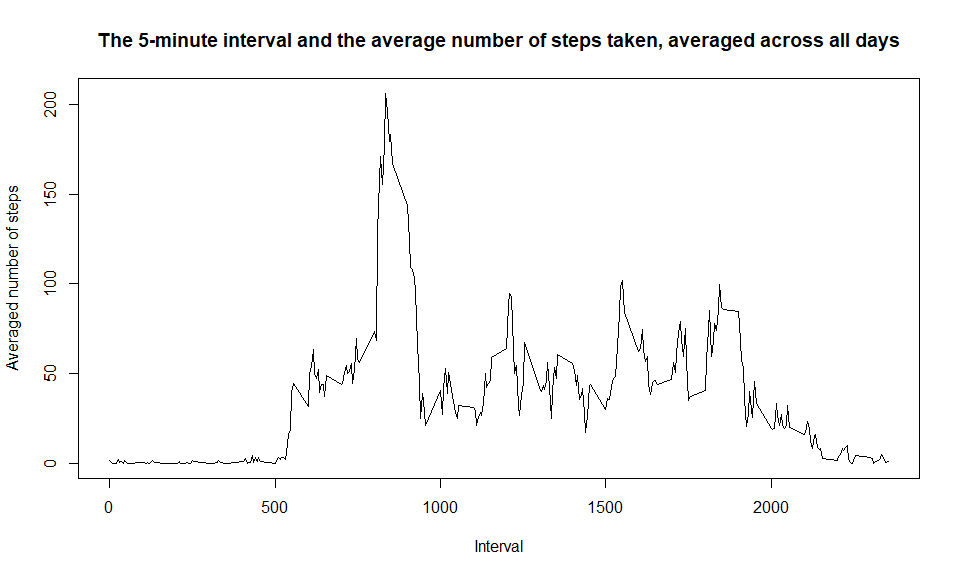 The 5-minute interval and the average number of steps taken, averaged across all days
Averaged number of steps
200
150
100
50
0
0 500 1000 1500 2000
Interval